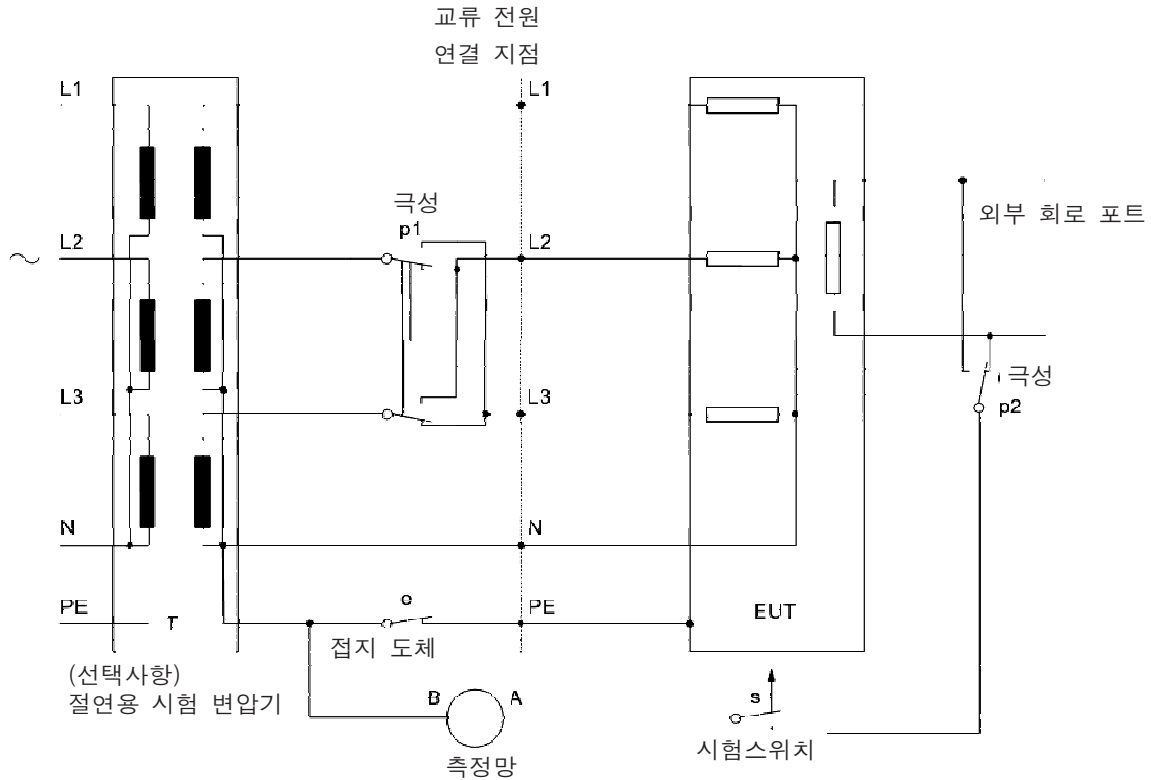 교류 전원
연결 지점
L1
L1
극성
p1
외부 회로 포트
L2
L2
~
L3
L3
극성
p2
N
N
PE
T
e
PE
EUT
접지 도체
(선택사항)
절연용 시험 변압기
B
A
s
시험스위치
측정망